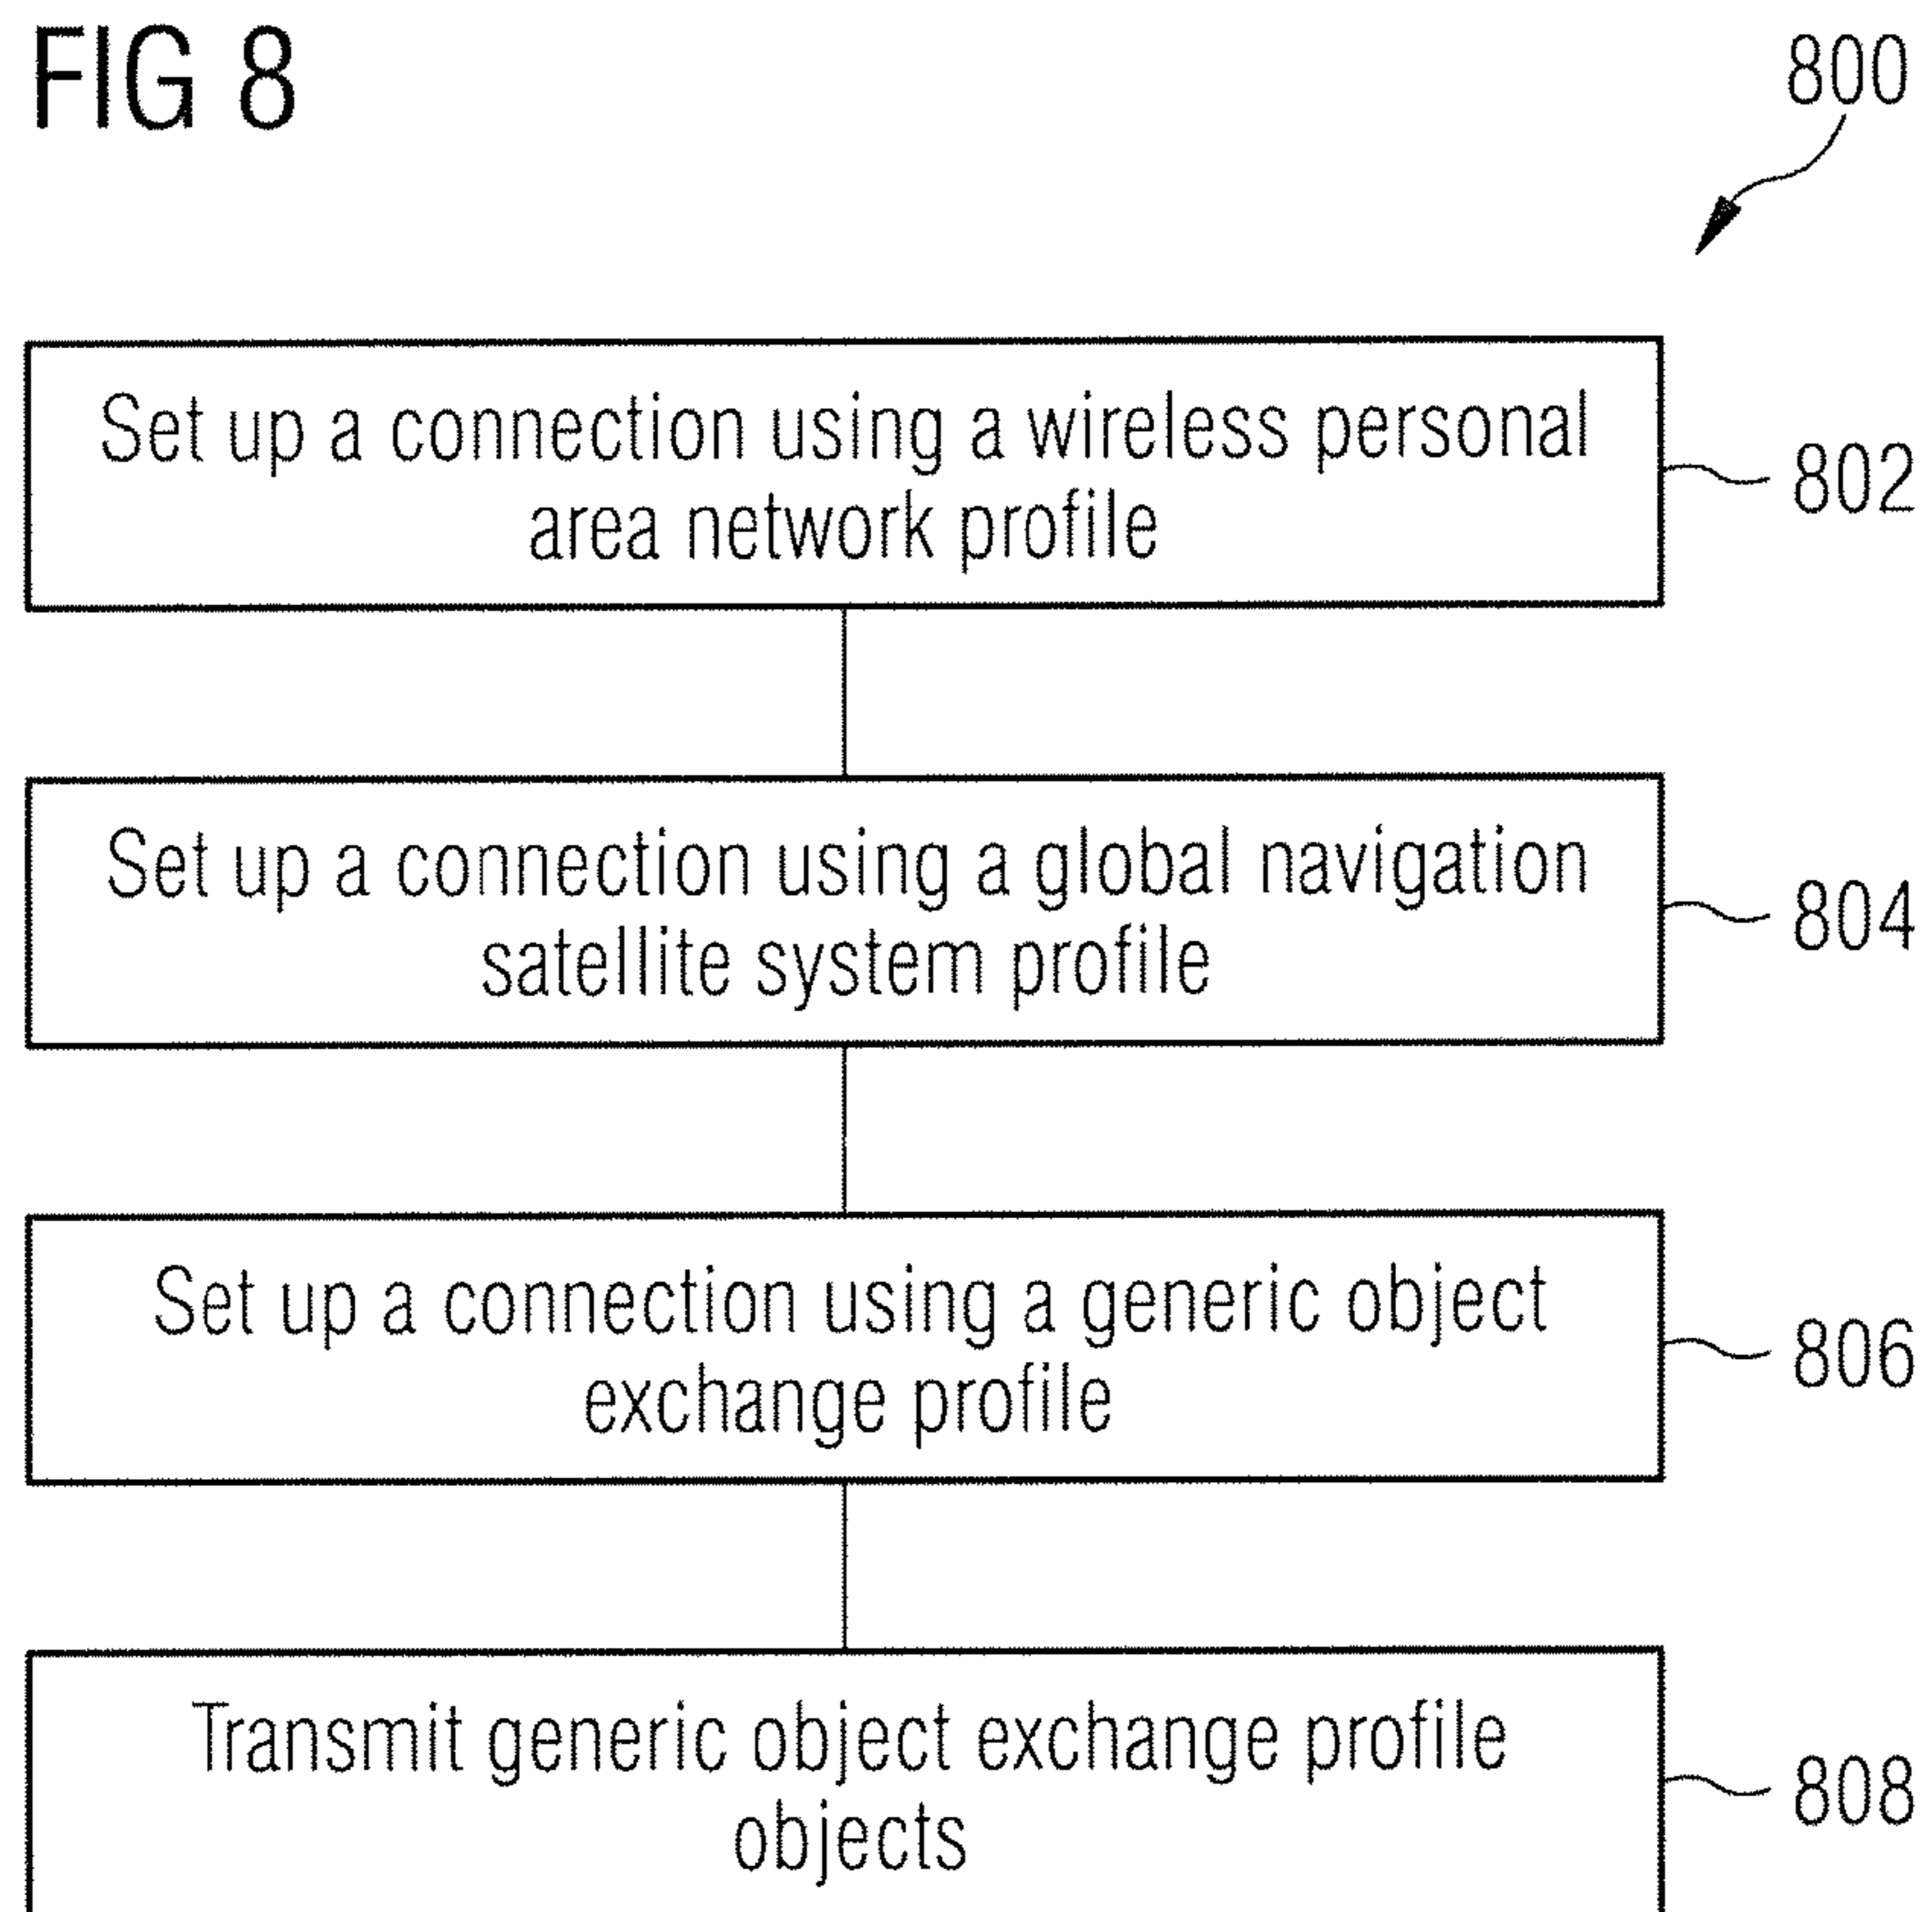 FIG 8
800
Set up a connection using a wireless personal
area network profile
802
Set up a connection using a global navigation
satellite system profile
804
Set up a connection using a generic object
exchange profile
806
Transmit generic object exchange profile
objects
808